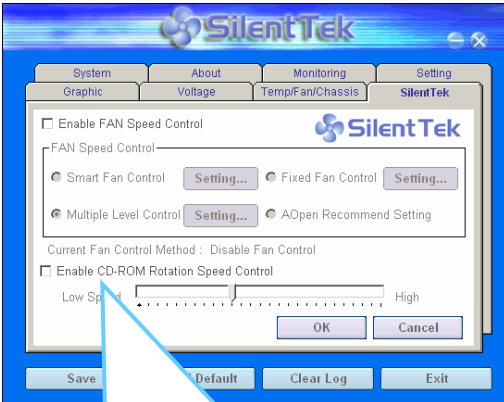 SilentTek
System About Monitoring Setting
Graphic Voltage Temp/Fan/Chassis SilentTek
Enable FAN Speed Control
SilentTek
FAN Speed Control
Smart Fan Control Setting... Fixed Fan Control Setting...
Multiple Level Control Setting... AOpen Recommend Setting
Current Fan Control Method : Disable Fan Control
Enable CD-ROM Rotation Speed Control
Low High
OK Cancel
Save Default Clear Log Exit